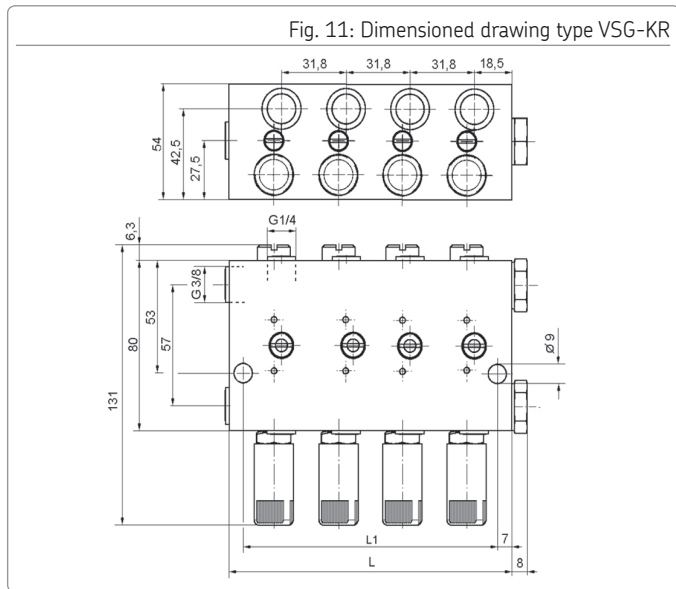 Fig. 11: Dimensioned drawing type VSG-KR
31,8 31,8 31,8 18,5
54
42,5
27,5
G1/4
6,3
G 3/8
53
57
80
131
Ø 9
L1
7
L
8